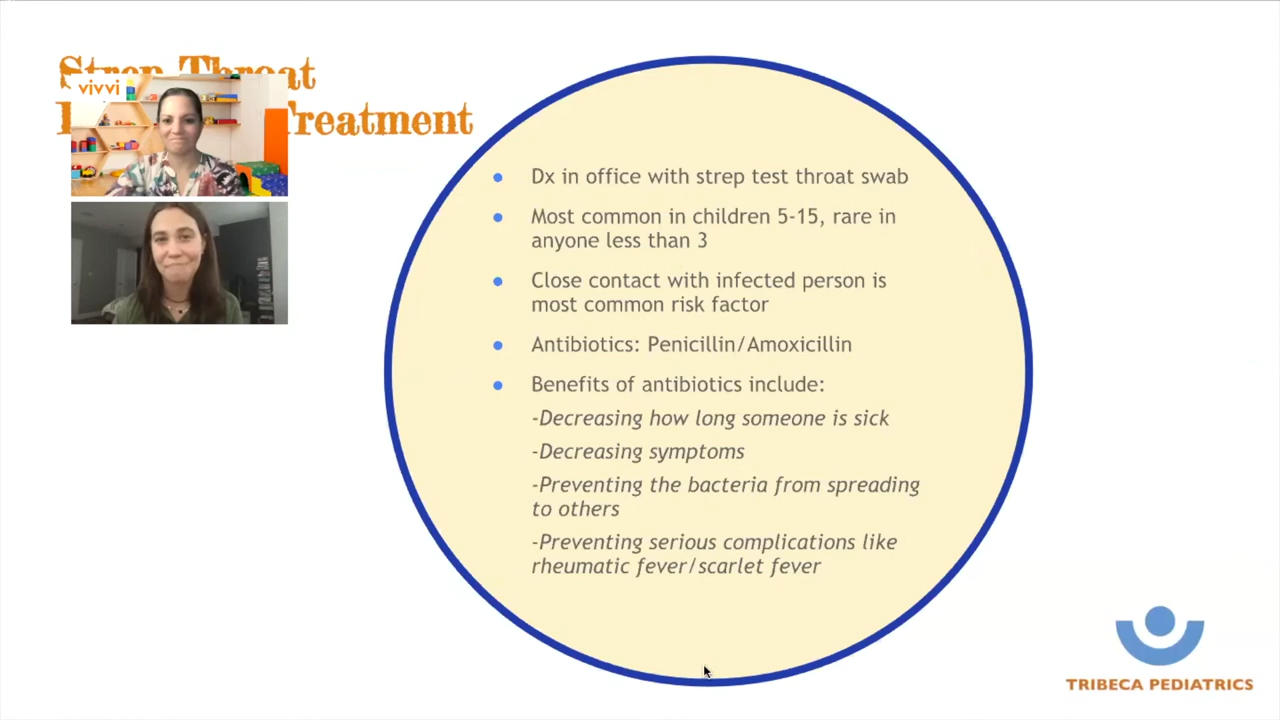 Strep Throat
Treatment
vivvi
Dx in office with strep test throat swab
Most common in children 5-15, rare in
anyone less than 3
Close contact with infected person is
most common risk factor
Antibiotics: Penicillin/Amoxicillin
Benefits of antibiotics include:
-Decreasing how long someone is sick
-Decreasing symptoms
-Preventing the bacteria from spreading
to others
-Preventing serious complications like
rheumatic fever/scarlet fever
TRIBECA PEDIATRICS